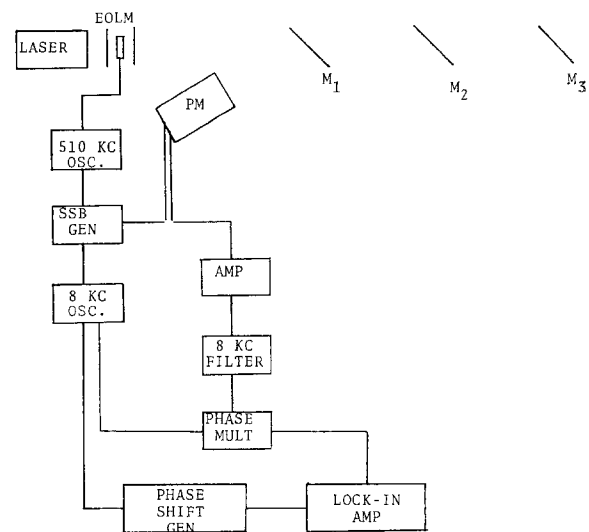 EOLM
LASER
M1
M2
M3
PM
510 KC
OSC.
SSB
GEN
AMP
8 KC
OSC.
8 KC
FILTER
PHASE
MULT
PHASE
SHIFT
GEN
LOCK-IN
AMP